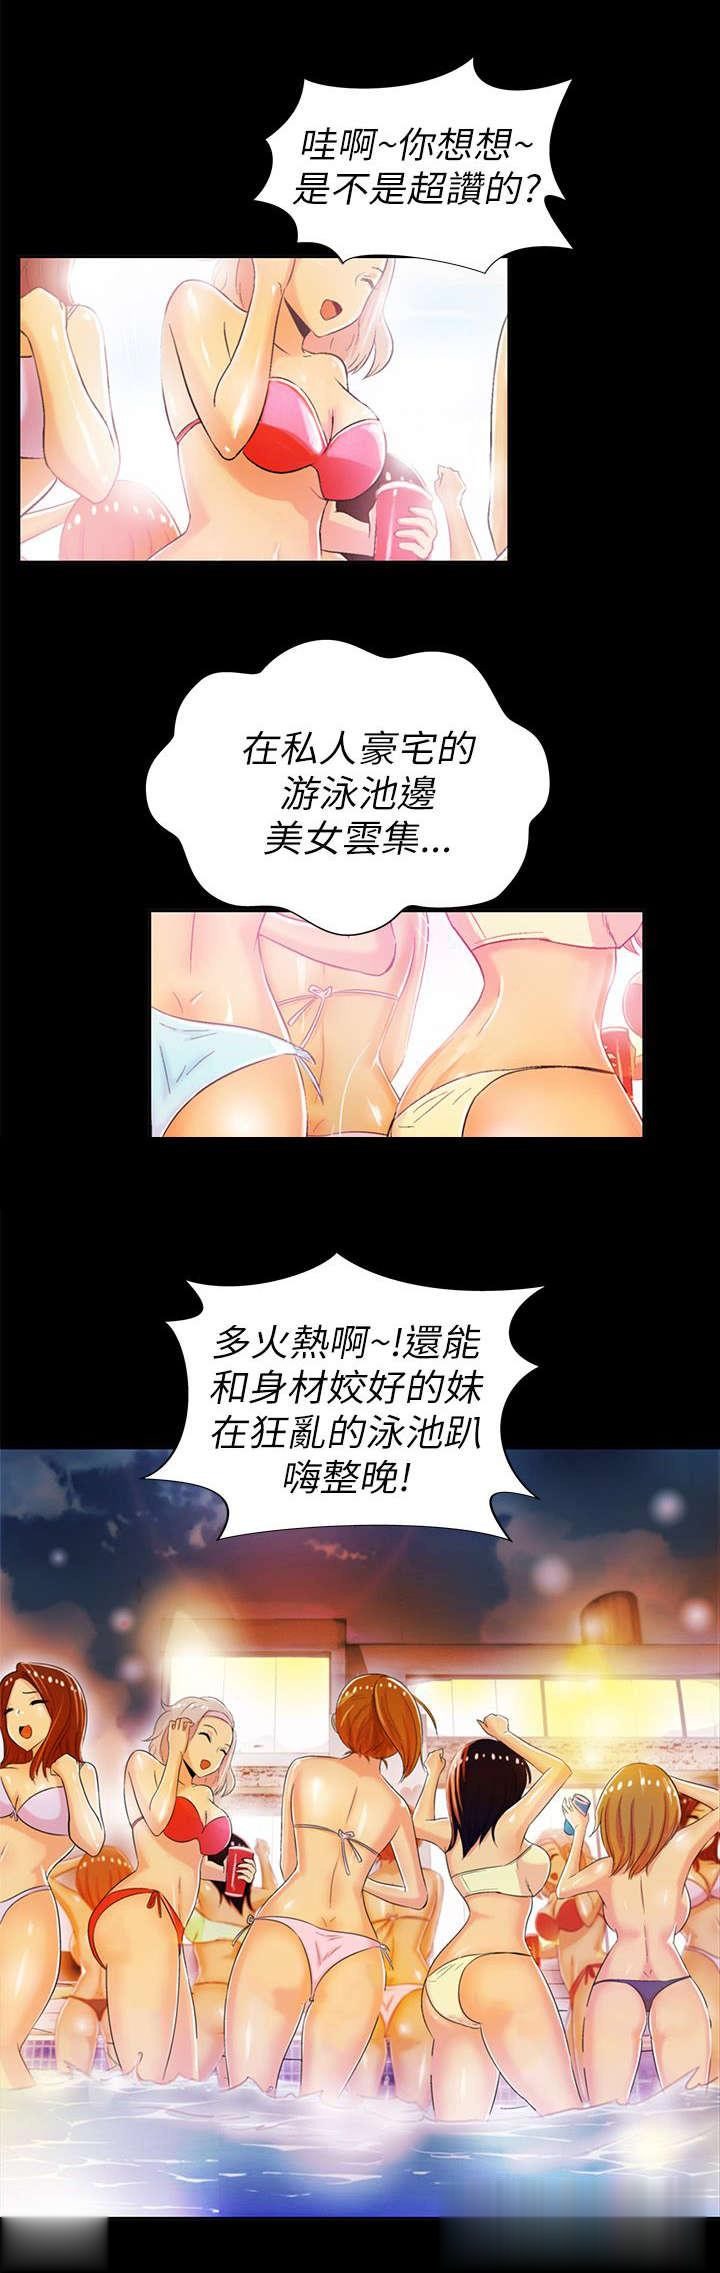 哇啊~你想想~
是不是超讚的?
在私人豪宅的
游泳池邊
美女雲集...
多火熱啊~!還能
和身材姣好的妹
在狂亂的泳池趴
嗨整晚!